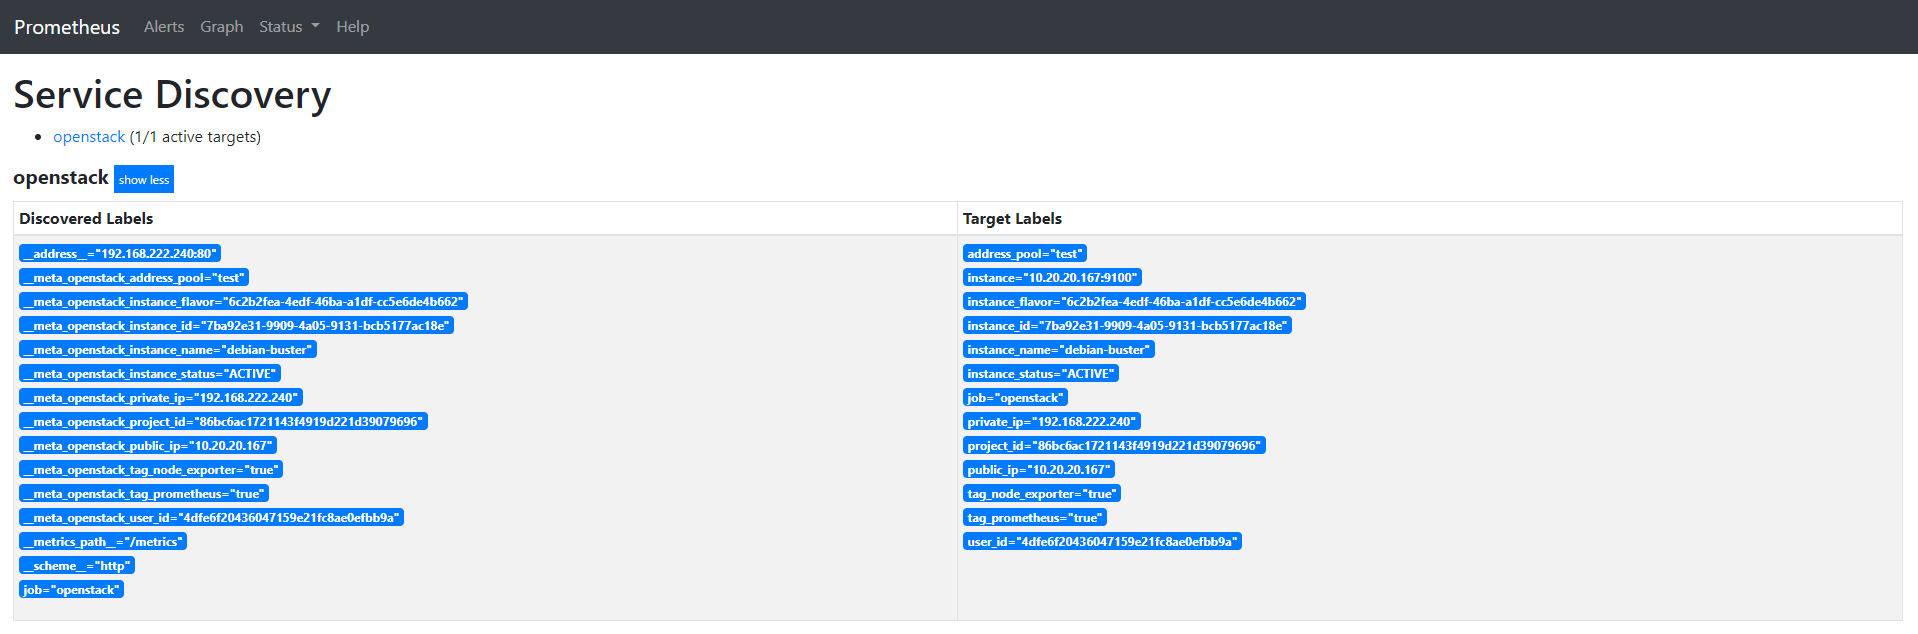 Prometheus Alerts Graph Status Help
Service Discovery
openstack (1/1 active targets)
openstack show less
Discovered Labels
Target Labels
__address__="192.168.222.240:80"
__meta_openstack_address_pool="test"
__meta_openstack_instance_flavor="6c2b2fea-4edf-46ba-a1df-cc5e6de4b662"
__meta_openstack_instance_id="7ba92e31-9909-4a05-9131-bcb5177ac18e"
__meta_openstack_instance_name="debian-buster"
__meta_openstack_instance_status="ACTIVE"
__meta_openstack_private_ip="192.168.222.240"
__meta_openstack_project_id="86bc6ac1721143f4919d221d39079696"
__meta_openstack_public_ip="10.20.20.167"
__meta_openstack_tag_node_exporter="true"
__meta_openstack_tag_prometheus="true"
__meta_openstack_user_id="4dfe6f20436047159e21fc8ae0efbb9a"
__metrics_path__="/metrics"
__scheme__="http"
job="openstack"
address_pool="test"
instance="10.20.20.167:9100"
instance_flavor="6c2b2fea-4edf-46ba-a1df-cc5e6de4b662"
instance_id="7ba92e31-9909-4a05-9131-bcb5177ac18e"
instance_name="debian-buster"
instance_status="ACTIVE"
job="openstack"
private_ip="192.168.222.240"
project_id="86bc6ac1721143f4919d221d39079696"
public_ip="10.20.20.167"
tag_node_exporter="true"
tag_prometheus="true"
user_id="4dfe6f20436047159e21fc8ae0efbb9a"